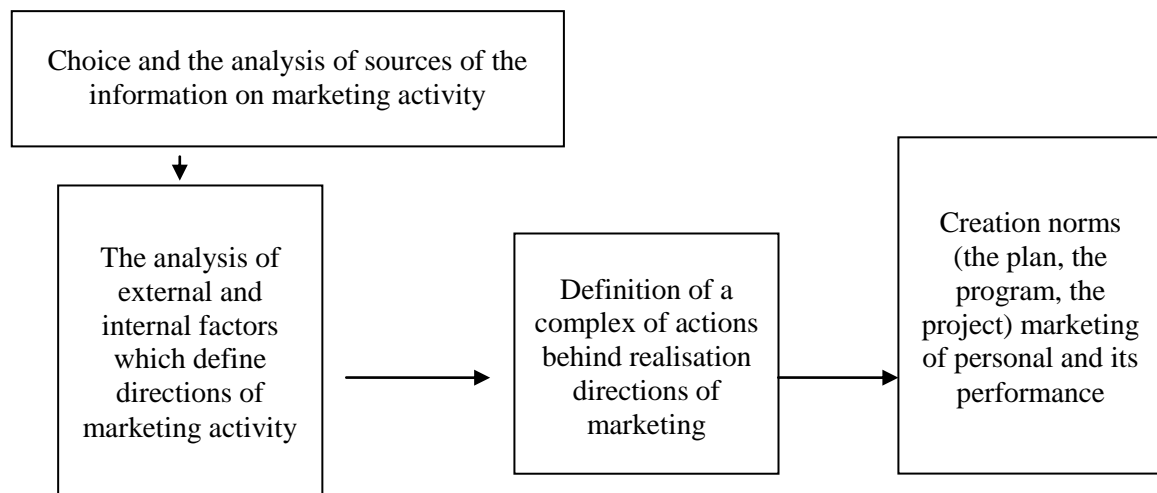 Choice and the analysis of sources of the
information on marketing activity
The analysis of
external and
internal factors
which define
directions of
marketing activity
Definition of a
complex of actions
behind realisation
directions of
marketing
Creation norms
(the plan, the
program, the
project) marketing
of personal and its
performance